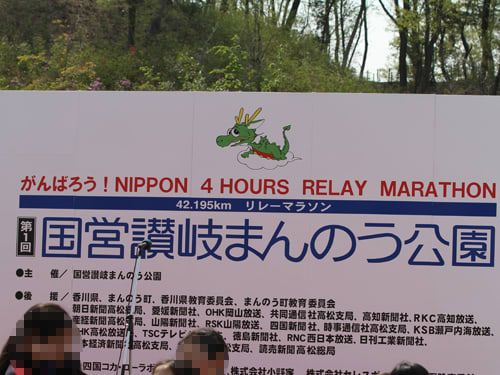 がんばろう!NIPPON 4 HOURS RELAY MARATHON
42.195km リレーマラソン
第1回
国営讃岐まんのう公園
●主 催/国営讃岐まんのう公園
●後 援/香川県、まんのう町、香川県教育委員会、まんのう町教育委員会
朝日新聞高松総局、愛媛新聞社、OHK岡山放送、共同通信社高松支局、高知新聞社、RKC高知放送、
産経新聞高松支局、山陽新聞社、RSK山陽放送、四国新聞社、時事通信社高松支局、KSB瀬戸内海放送、
HK高松放送局、TSCテレビ 徳島新聞社、RNC西日本放送、日刊工業新聞社、
本経済新聞高松支局、 高松支局、読売新聞高松総局
四国コカ・コーラボ 株式会社小